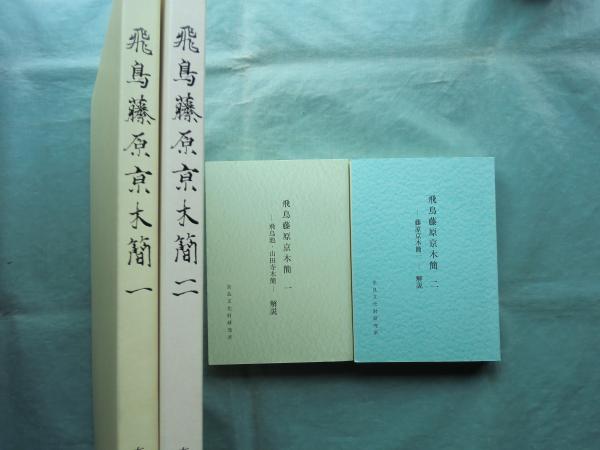 飛鳥藤原京木簡 一
飛鳥藤原京木簡 二
飛鳥藤原京木簡 一
―飛鳥池・山田寺木簡― 解説
奈良文化財研究所
飛鳥藤原京木簡 二
―藤原京木簡一― 解説
奈良文化財研究所